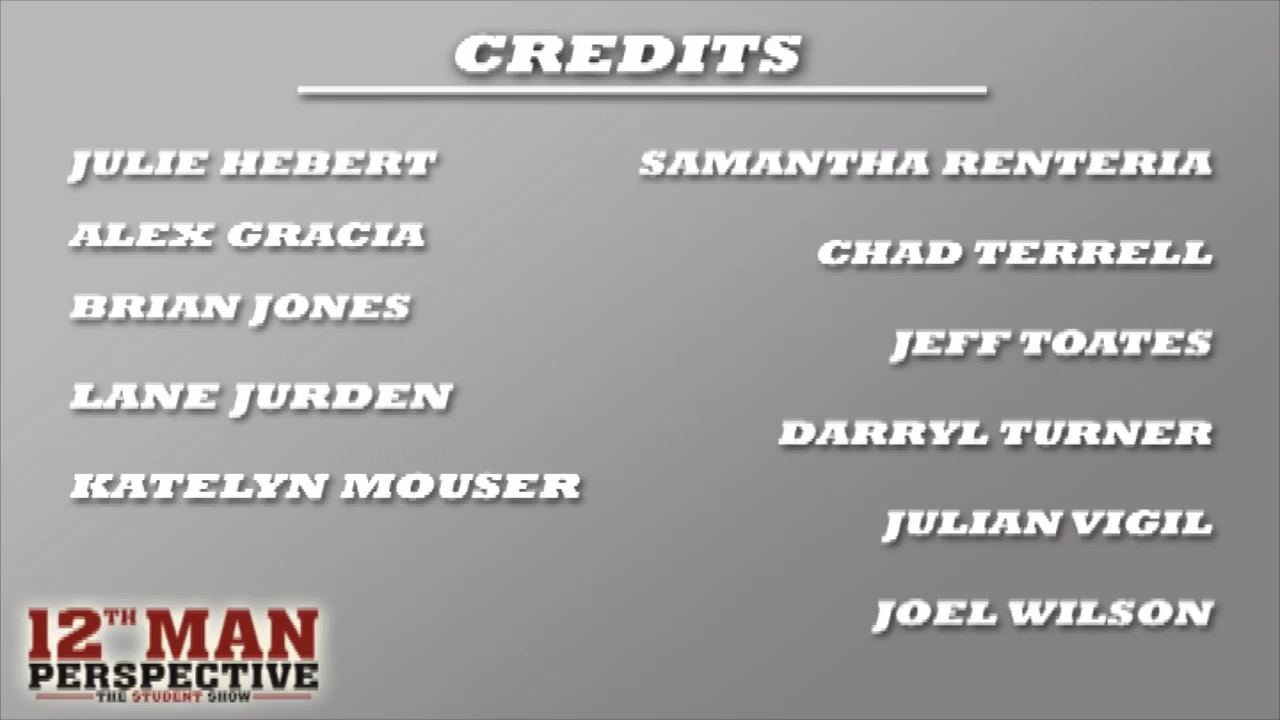 CREDITS
JULIE HEBERT
ALEX GRACIA
BRIAN JONES
LANE JURDEN
KATELYN MOUSER
SAMANTHA RENTERIA
CHAD TERRELL
JEFF TOATES
DARRYL TURNER
JULIAN VIGIL
JOEL WILSON
12TH MAN
PERSPECTIVE
THE STUDENT SHOW